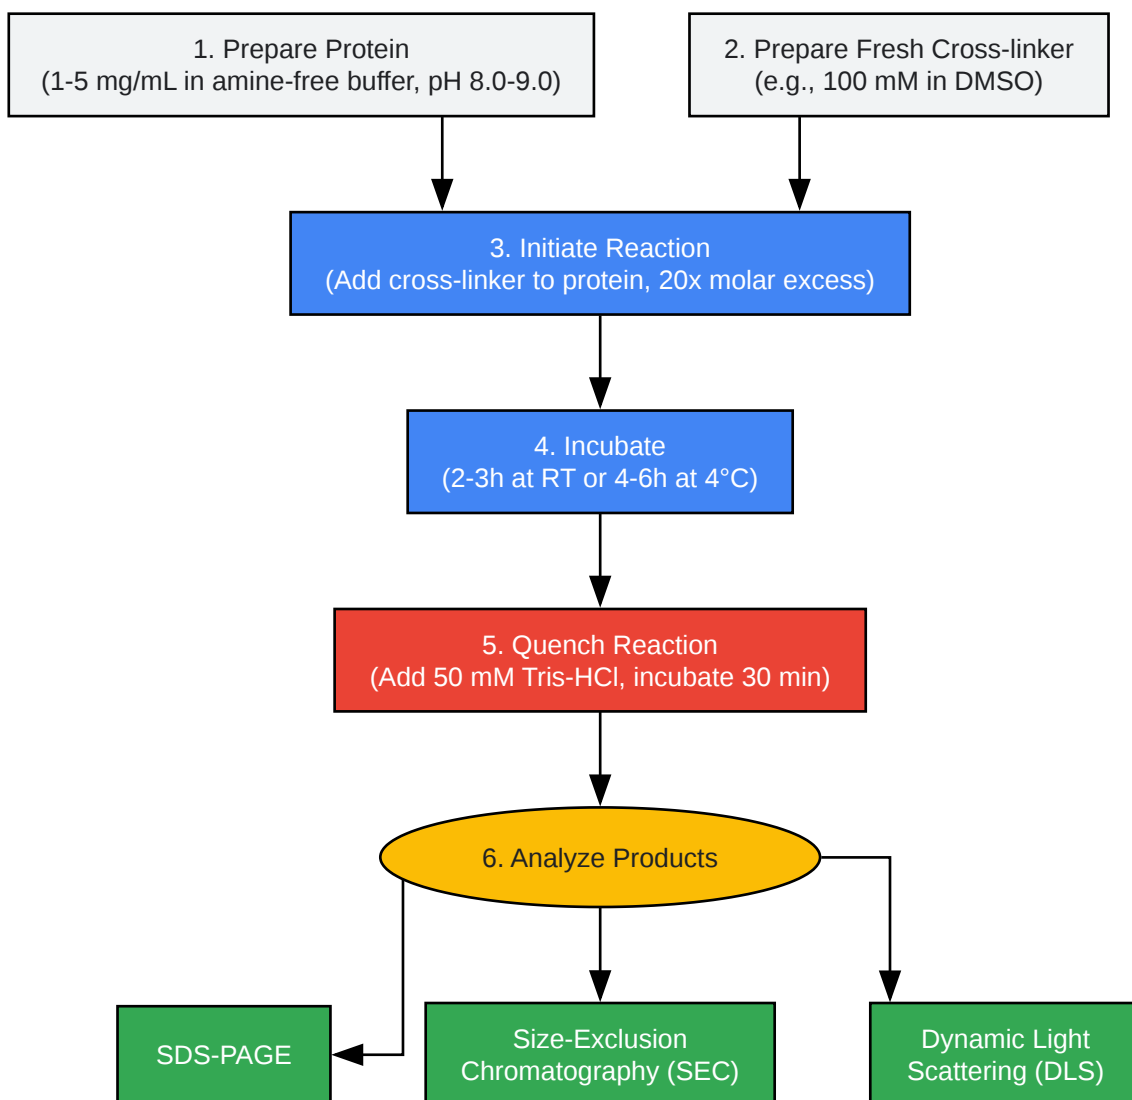 1. Prepare Protein
(1-5 mg/mL in amine-free buffer, pH 8.0-9.0)
2. Prepare Fresh Cross-linker
(e.g., 100 mM in DMSO)
3. Initiate Reaction
(Add cross-linker to protein, 20x molar excess)
4. Incubate
(2-3h at RT or 4-6h at 4°C)
5. Quench Reaction
(Add 50 mM Tris-HCl, incubate 30 min)
6. Analyze Products
SDS-PAGE
Size-Exclusion
Chromatography (SEC)
Dynamic Light
Scattering (DLS)